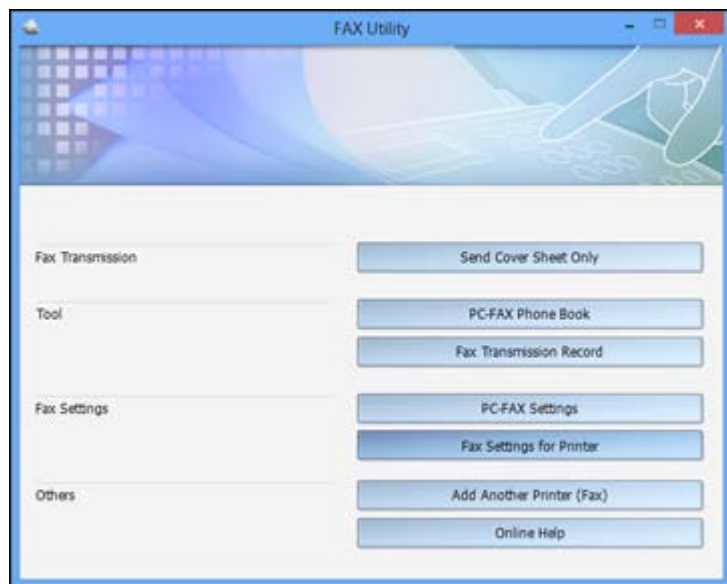 FAX Utility
Fax Transmission
Send Cover Sheet Only
Tool
PC-FAX Phone Book
Fax Transmission Record
Fax Settings
PC-FAX Settings
Fax Settings for Printer
Others
Add Another Printer (Fax)
Online Help